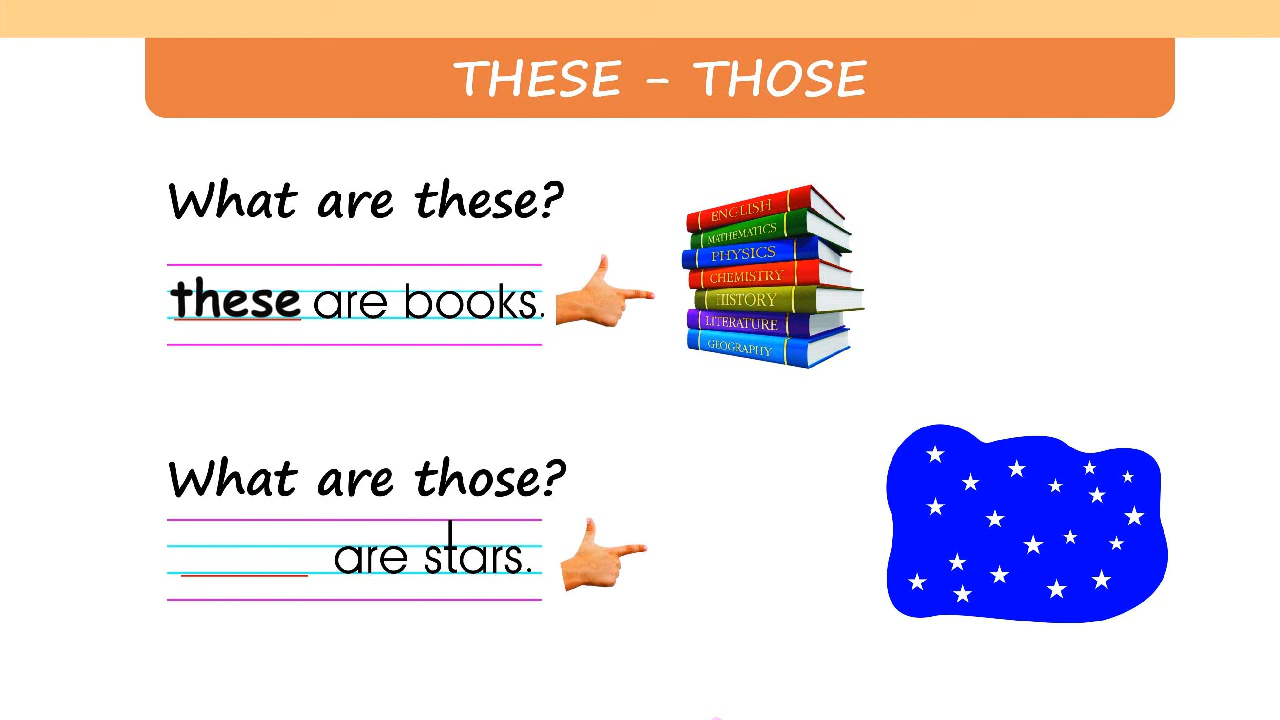 THESE - THOSE
What are these?
these are books.
ENGLISH
MATHEMATICS
PHYSICS
CHEMISTRY
HISTORY
LITERATURE
GEOGRAPHY
What are those?
are stars.